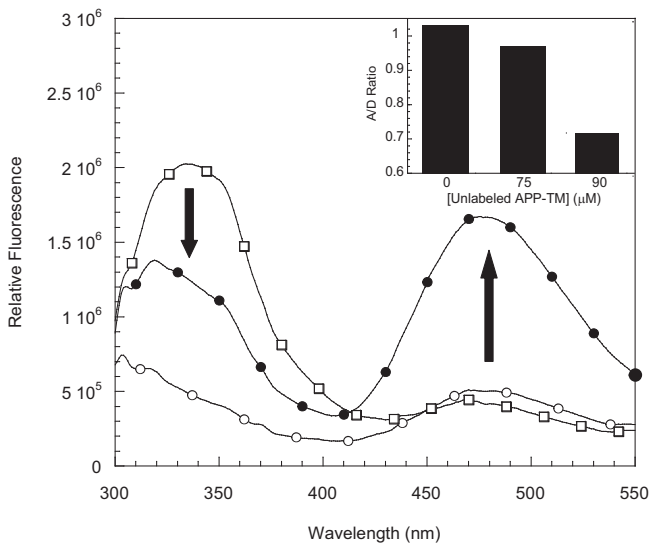 3 10⁶
2.5 10⁶
2 10⁶
1.5 10⁶
1 10⁶
5 10⁵
0
Relative Fluorescence
300 350 400 450 500 550
Wavelength (nm)
1
0.9
0.8
0.7
0.6
A/D Ratio
0 75 90
[Unlabeled APP-TM] (μM)